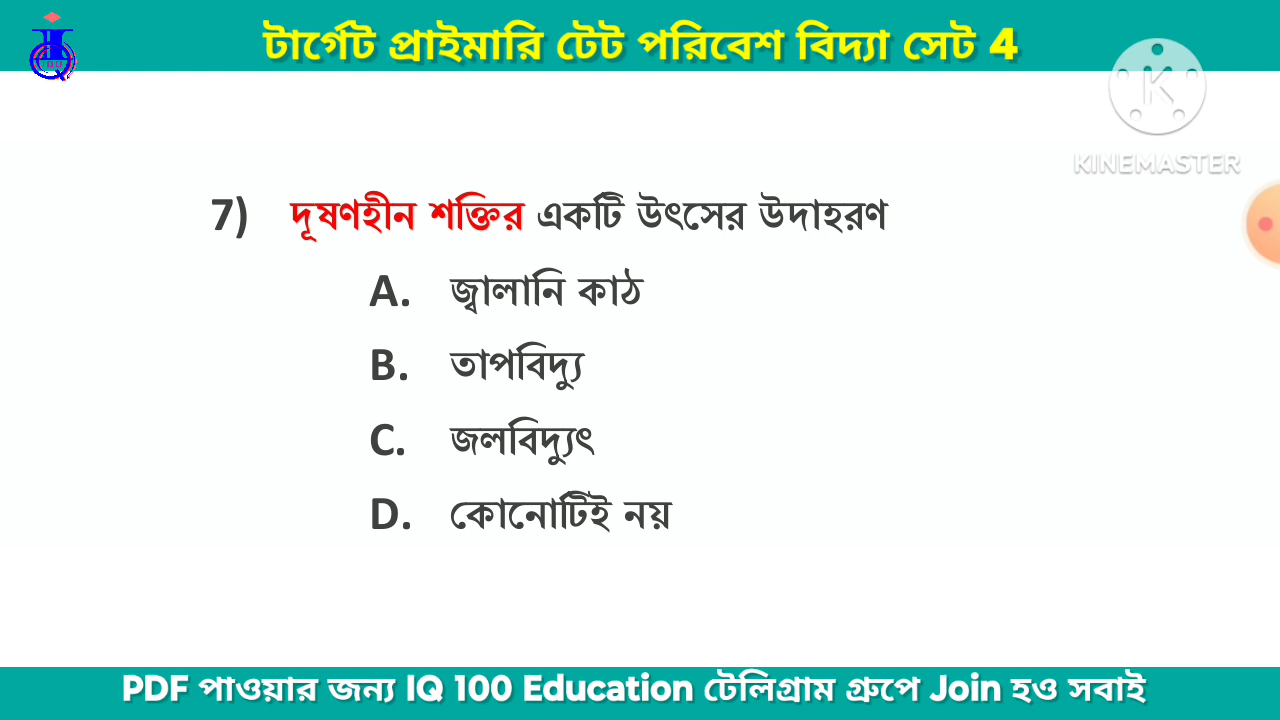 টার্গেট প্রাইমারি টেট পরিবেশ বিদ্যা সেট 4
KINEMASTER
7) দূষণহীন শক্তির একটি উৎসের উদাহরণ
A. জ্বালানি কাঠ
B. তাপবিদ্যু
C. জলবিদ্যুৎ
D. কোনোটিই নয়
PDF পাওয়ার জন্য IQ 100 Education টেলিগ্রাম গ্রুপে Join হও সবাই